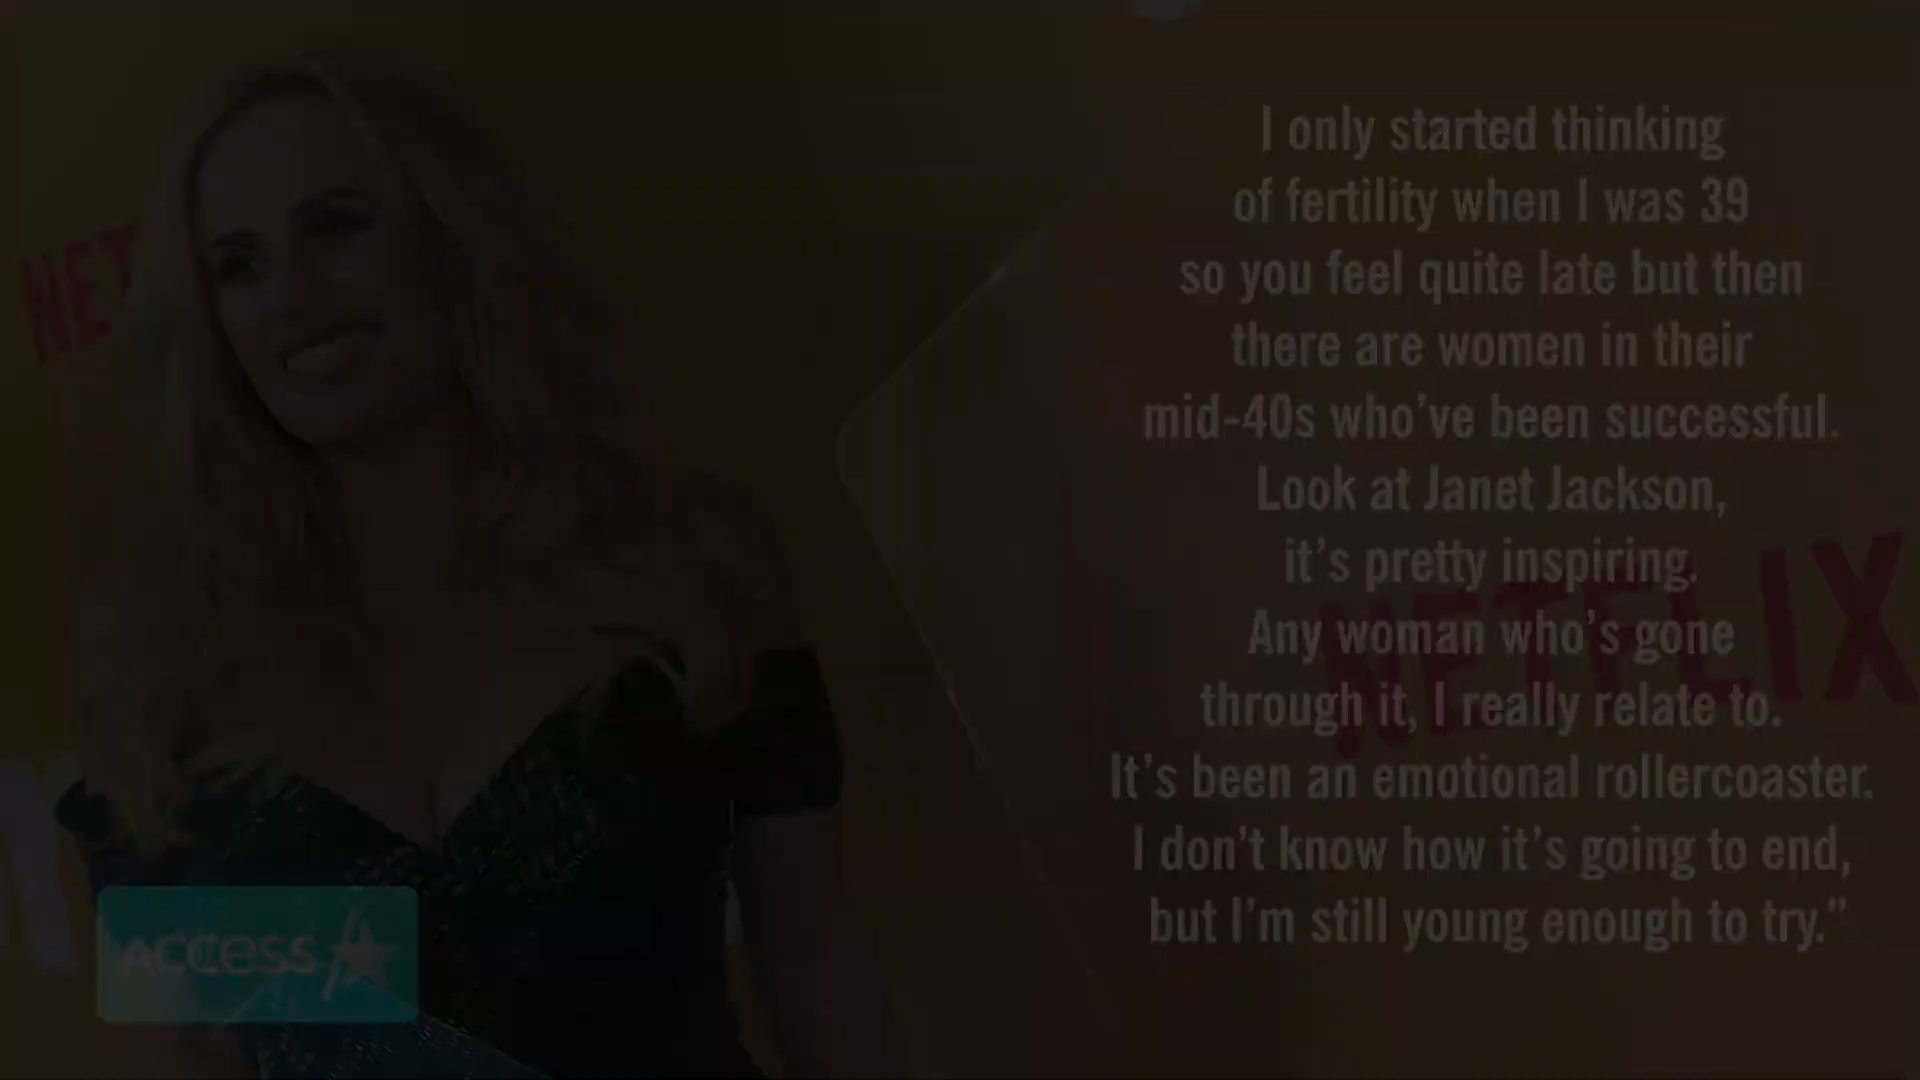 NET
I only started thinking
of fertility when I was 39
so you feel quite late but then
there are women in their
mid-40s who've been successful.
Look at Janet Jackson,
it's pretty inspiring.
Any woman who's gone
through it, I really relate to.
It's been an emotional rollercoaster.
I don't know how it's going to end,
but I'm still young enough to try.”
NETFLIX
access